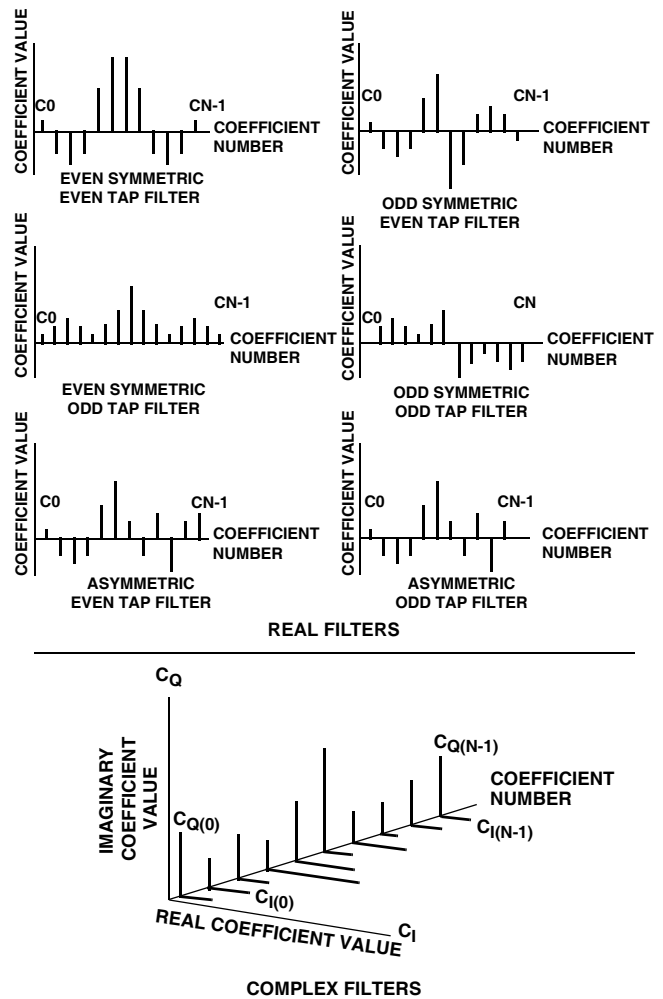 COEFFICIENT VALUE
C0
CN-1
COEFFICIENT
NUMBER
EVEN SYMMETRIC
EVEN TAP FILTER
COEFFICIENT VALUE
C0
CN-1
COEFFICIENT
NUMBER
ODD SYMMETRIC
EVEN TAP FILTER
COEFFICIENT VALUE
C0
CN-1
COEFFICIENT
NUMBER
EVEN SYMMETRIC
ODD TAP FILTER
COEFFICIENT VALUE
C0
CN
COEFFICIENT
NUMBER
ODD SYMMETRIC
ODD TAP FILTER
COEFFICIENT VALUE
C0
CN-1
COEFFICIENT
NUMBER
ASYMMETRIC
EVEN TAP FILTER
COEFFICIENT VALUE
C0
CN-1
COEFFICIENT
NUMBER
ASYMMETRIC
ODD TAP FILTER
REAL FILTERS
CQ
IMAGINARY
COEFFICIENT
VALUE
CQ(0)
CQ(N-1)
COEFFICIENT
NUMBER
CI(N-1)
CI(0)
REAL COEFFICIENT VALUE
CI
COMPLEX FILTERS